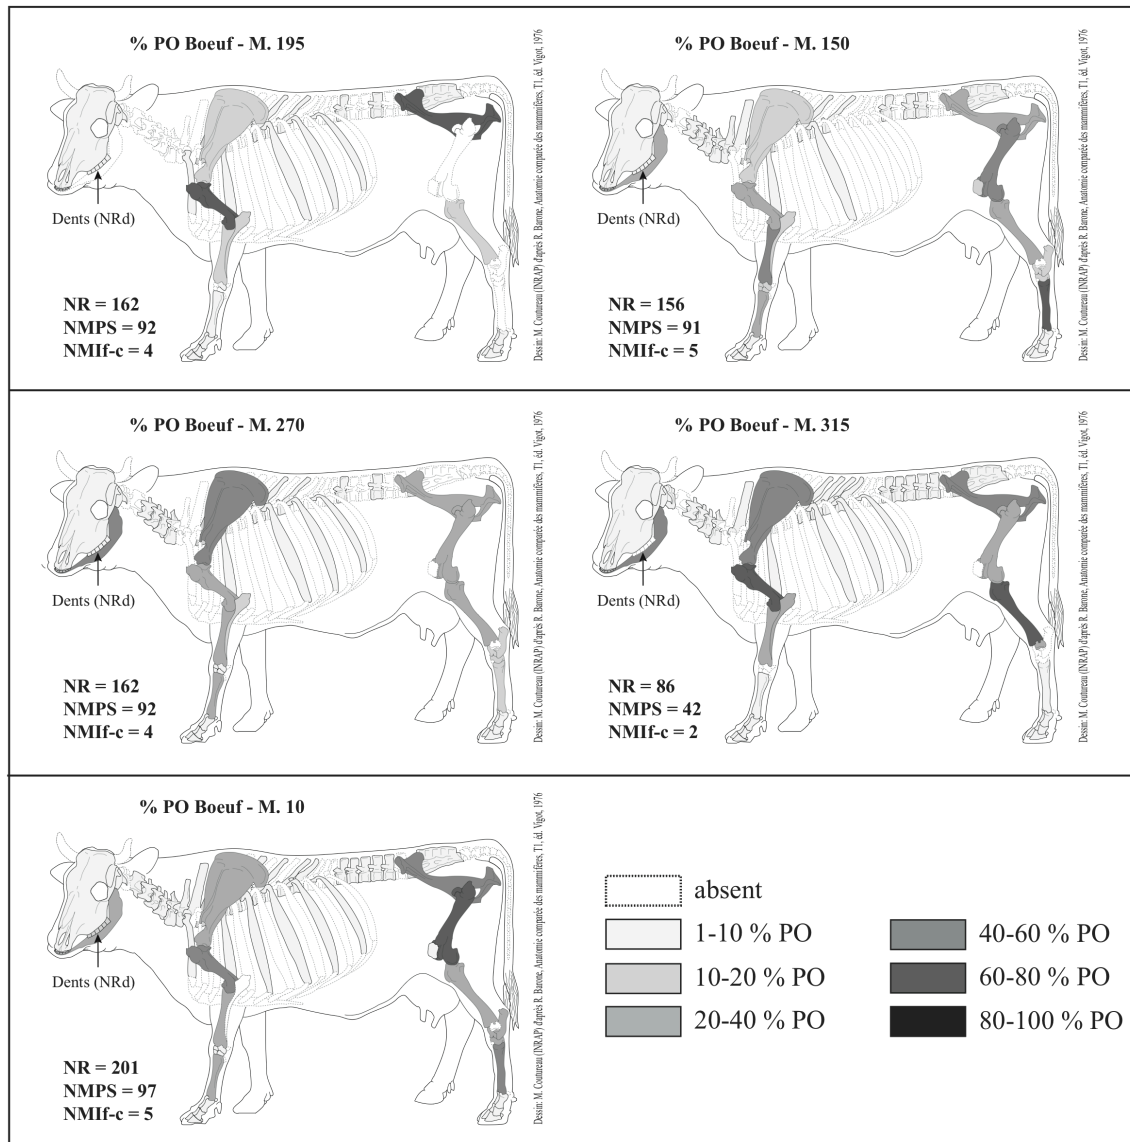 % PO Boeuf - M. 195
Dents (NRd)
NR = 162
NMPS = 92
NMIf-c = 4
Dessin: M. Coutureau (INRAP) d'après R. Barone, Anatomie comparée des mammifères, T1, éd. Vigot, 1976
% PO Boeuf - M. 150
Dents (NRd)
NR = 156
NMPS = 91
NMIf-c = 5
Dessin: M. Coutureau (INRAP) d'après R. Barone, Anatomie comparée des mammifères, T1, éd. Vigot, 1976
% PO Boeuf - M. 270
Dents (NRd)
NR = 162
NMPS = 92
NMIf-c = 4
Dessin: M. Coutureau (INRAP) d'après R. Barone, Anatomie comparée des mammifères, T1, éd. Vigot, 1976
% PO Boeuf - M. 315
Dents (NRd)
NR = 86
NMPS = 42
NMIf-c = 2
Dessin: M. Coutureau (INRAP) d'après R. Barone, Anatomie comparée des mammifères, T1, éd. Vigot, 1976
% PO Boeuf - M. 10
Dents (NRd)
NR = 201
NMPS = 97
NMIf-c = 5
Dessin: M. Coutureau (INRAP) d'après R. Barone, Anatomie comparée des mammifères, T1, éd. Vigot, 1976
absent
1-10 % PO
10-20 % PO
20-40 % PO
40-60 % PO
60-80 % PO
80-100 % PO